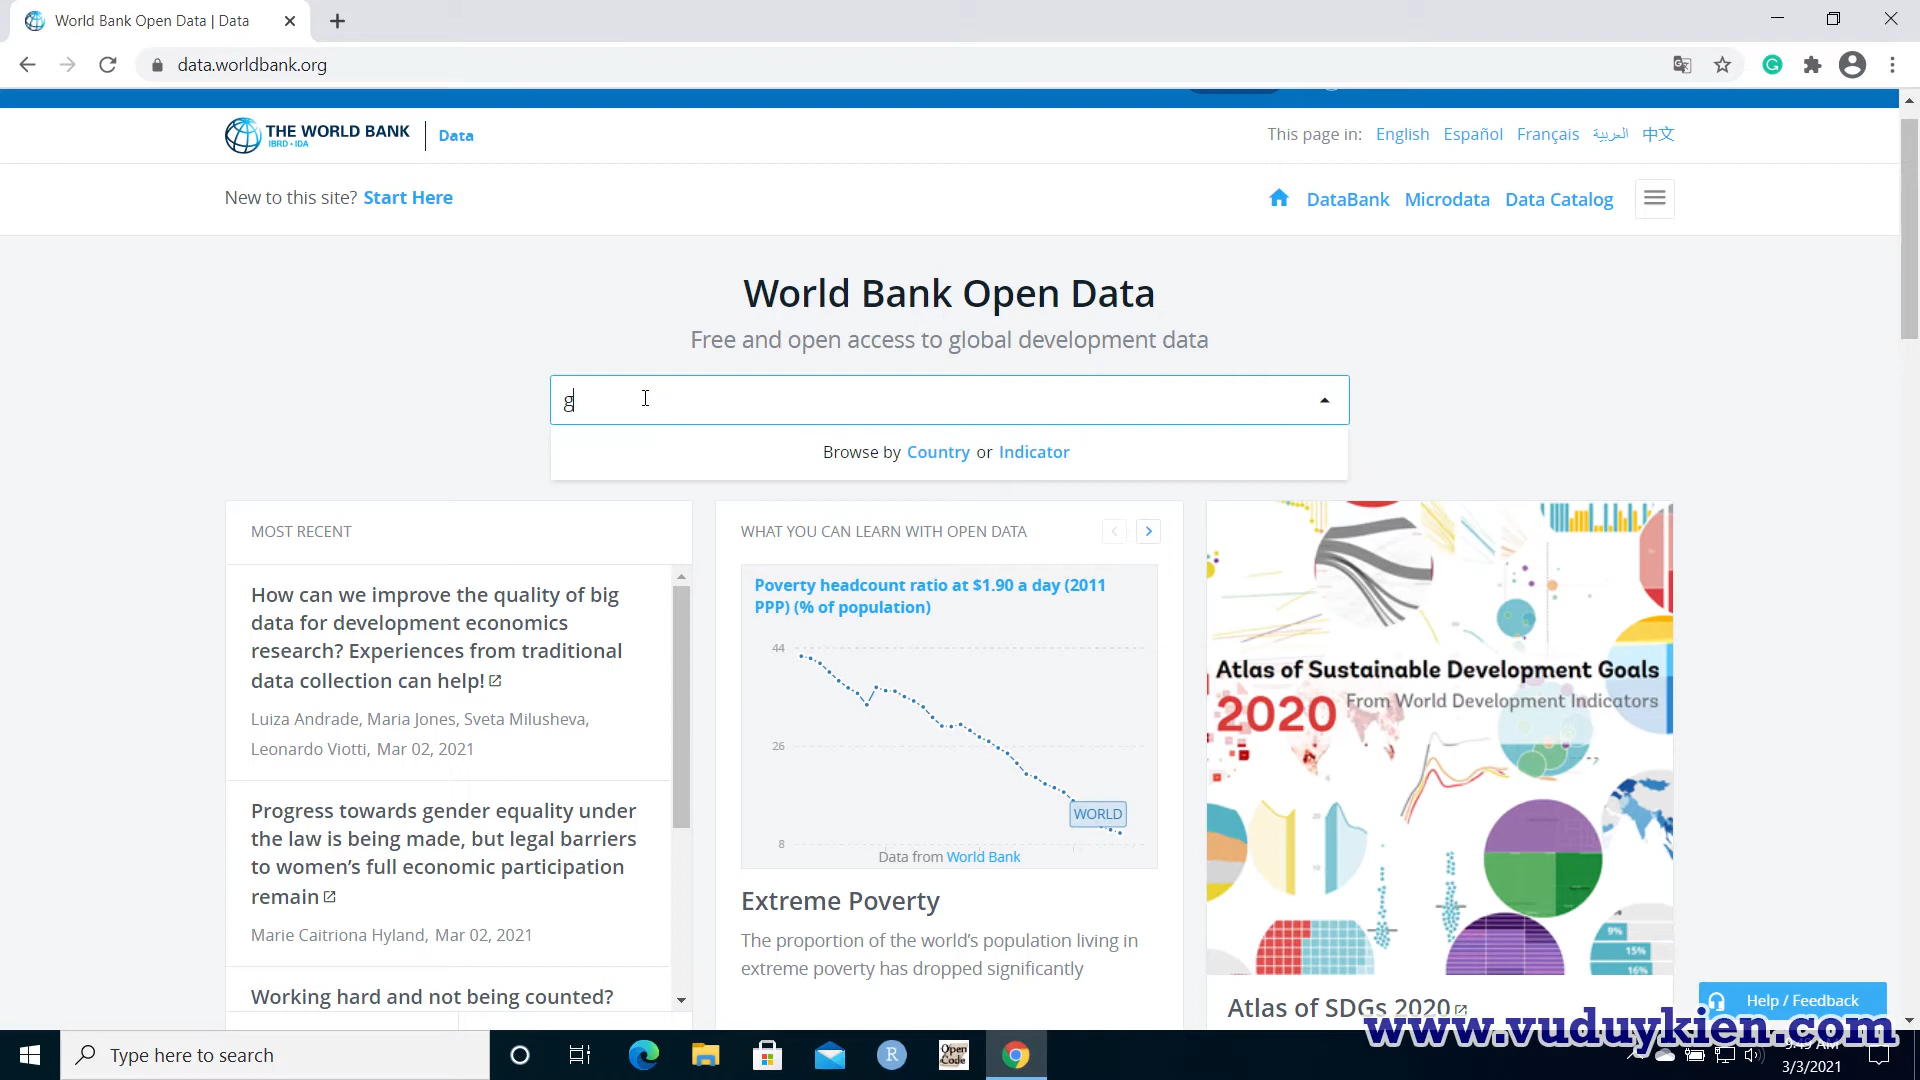 World Bank Open Data | Data
data.worldbank.org
THE WORLD BANK
IBRD • IDA
Data
This page in: English Español Français العربية 中文
New to this site? Start Here
DataBank Microdata Data Catalog
World Bank Open Data
Free and open access to global development data
g
Browse by Country or Indicator
MOST RECENT
How can we improve the quality of big
data for development economics
research? Experiences from traditional
data collection can help!
Luiza Andrade, Maria Jones, Sveta Milusheva,
Leonardo Viotti, Mar 02, 2021
Progress towards gender equality under
the law is being made, but legal barriers
to women’s full economic participation
remain
Marie Caitriona Hyland, Mar 02, 2021
Working hard and not being counted?
WHAT YOU CAN LEARN WITH OPEN DATA
Poverty headcount ratio at $1.90 a day (2011
PPP) (% of population)
44
26
8
WORLD
Data from World Bank
Extreme Poverty
The proportion of the world’s population living in
extreme poverty has dropped significantly
Atlas of Sustainable Development Goals
2020 From World Development Indicators
9%
15%
16%
Atlas of SDGs 2020
Help / Feedback
www.vuduykien.com
Type here to search
R
Open
Code
9:49 AM
3/3/2021